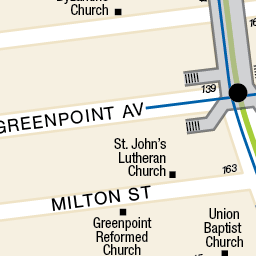 Church
139
GREENPOINT AV
St. John's
Lutheran
Church
163
MILTON ST
Greenpoint
Reformed
Church
Union
Baptist
Church